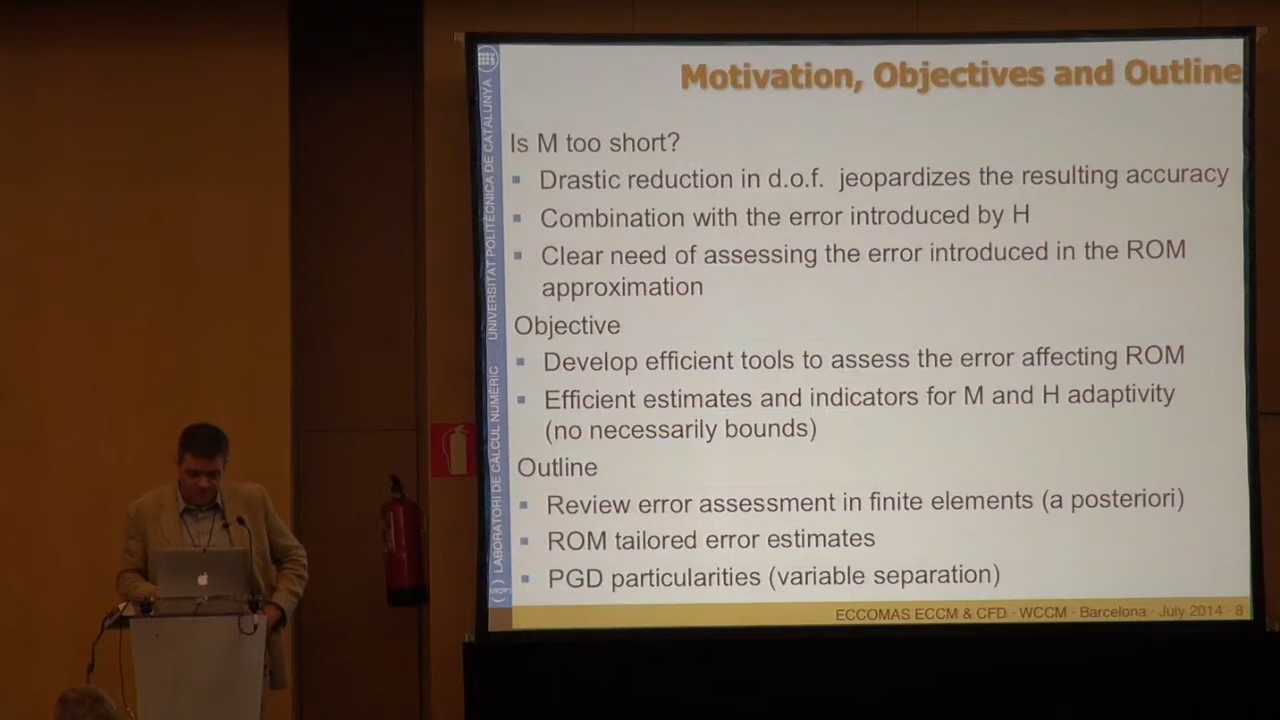 Motivation, Objectives and Outline
Is M too short?
Drastic reduction in d.o.f. jeopardizes the resulting accuracy
Combination with the error introduced by H
Clear need of assessing the error introduced in the ROM
approximation
Objective
Develop efficient tools to assess the error affecting ROM
Efficient estimates and indicators for M and H adaptivity
(no necessarily bounds)
Outline
Review error assessment in finite elements (a posteriori)
ROM tailored error estimates
PGD particularities (variable separation)
ECCOMAS ECCM & CFD - WCCM - Barcelona - July 2014 - 8
LABORATORI DE CÀLCUL NUMÈRIC
UNIVERSITAT POLITÈCNICA DE CATALUNYA